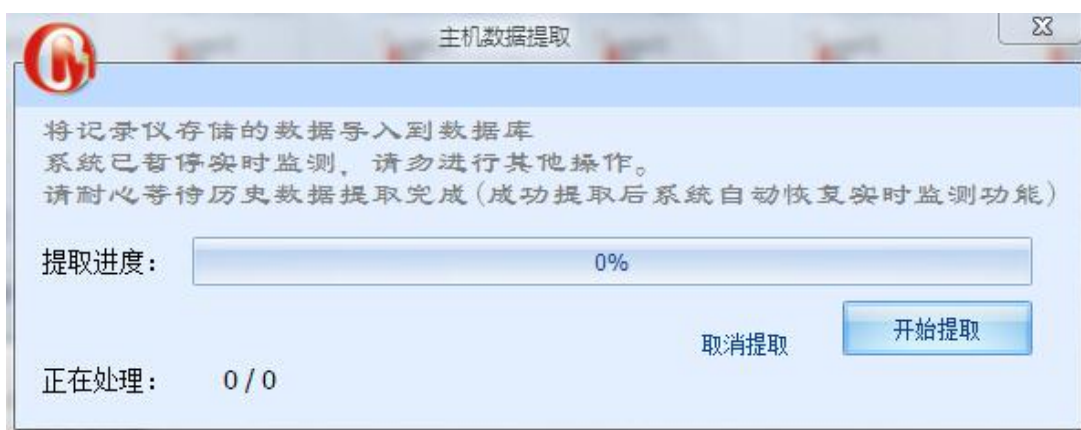 主机数据提取
将记录仪存储的数据导入到数据库
系统已暂停实时监测，请勿进行其他操作。
请耐心等待历史数据提取完成(成功提取后系统自动恢复实时监测功能)
提取进度：
0%
取消提取
开始提取
正在处理：
0/0